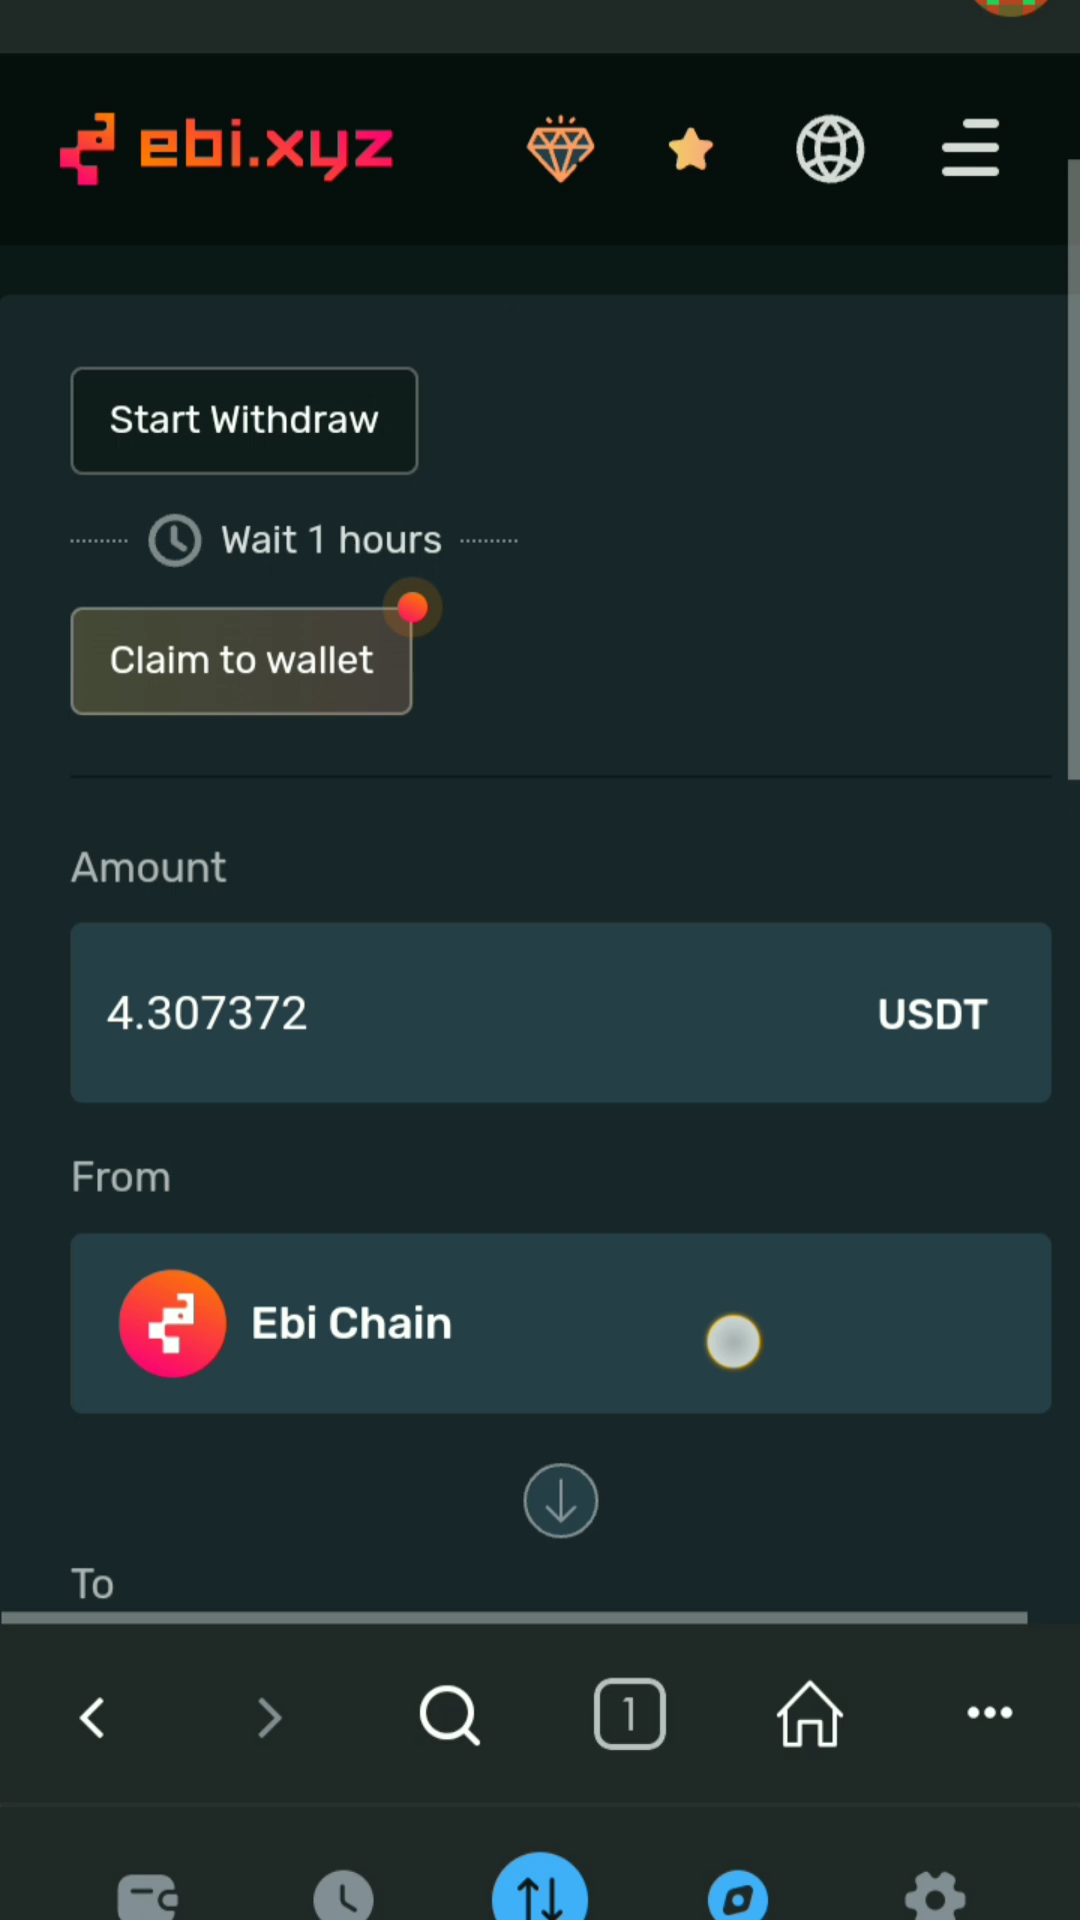 ebi.xyz
Start Withdraw
Wait 1 hours
Claim to wallet
Amount
4.307372 USDT
From
Ebi Chain
To
1